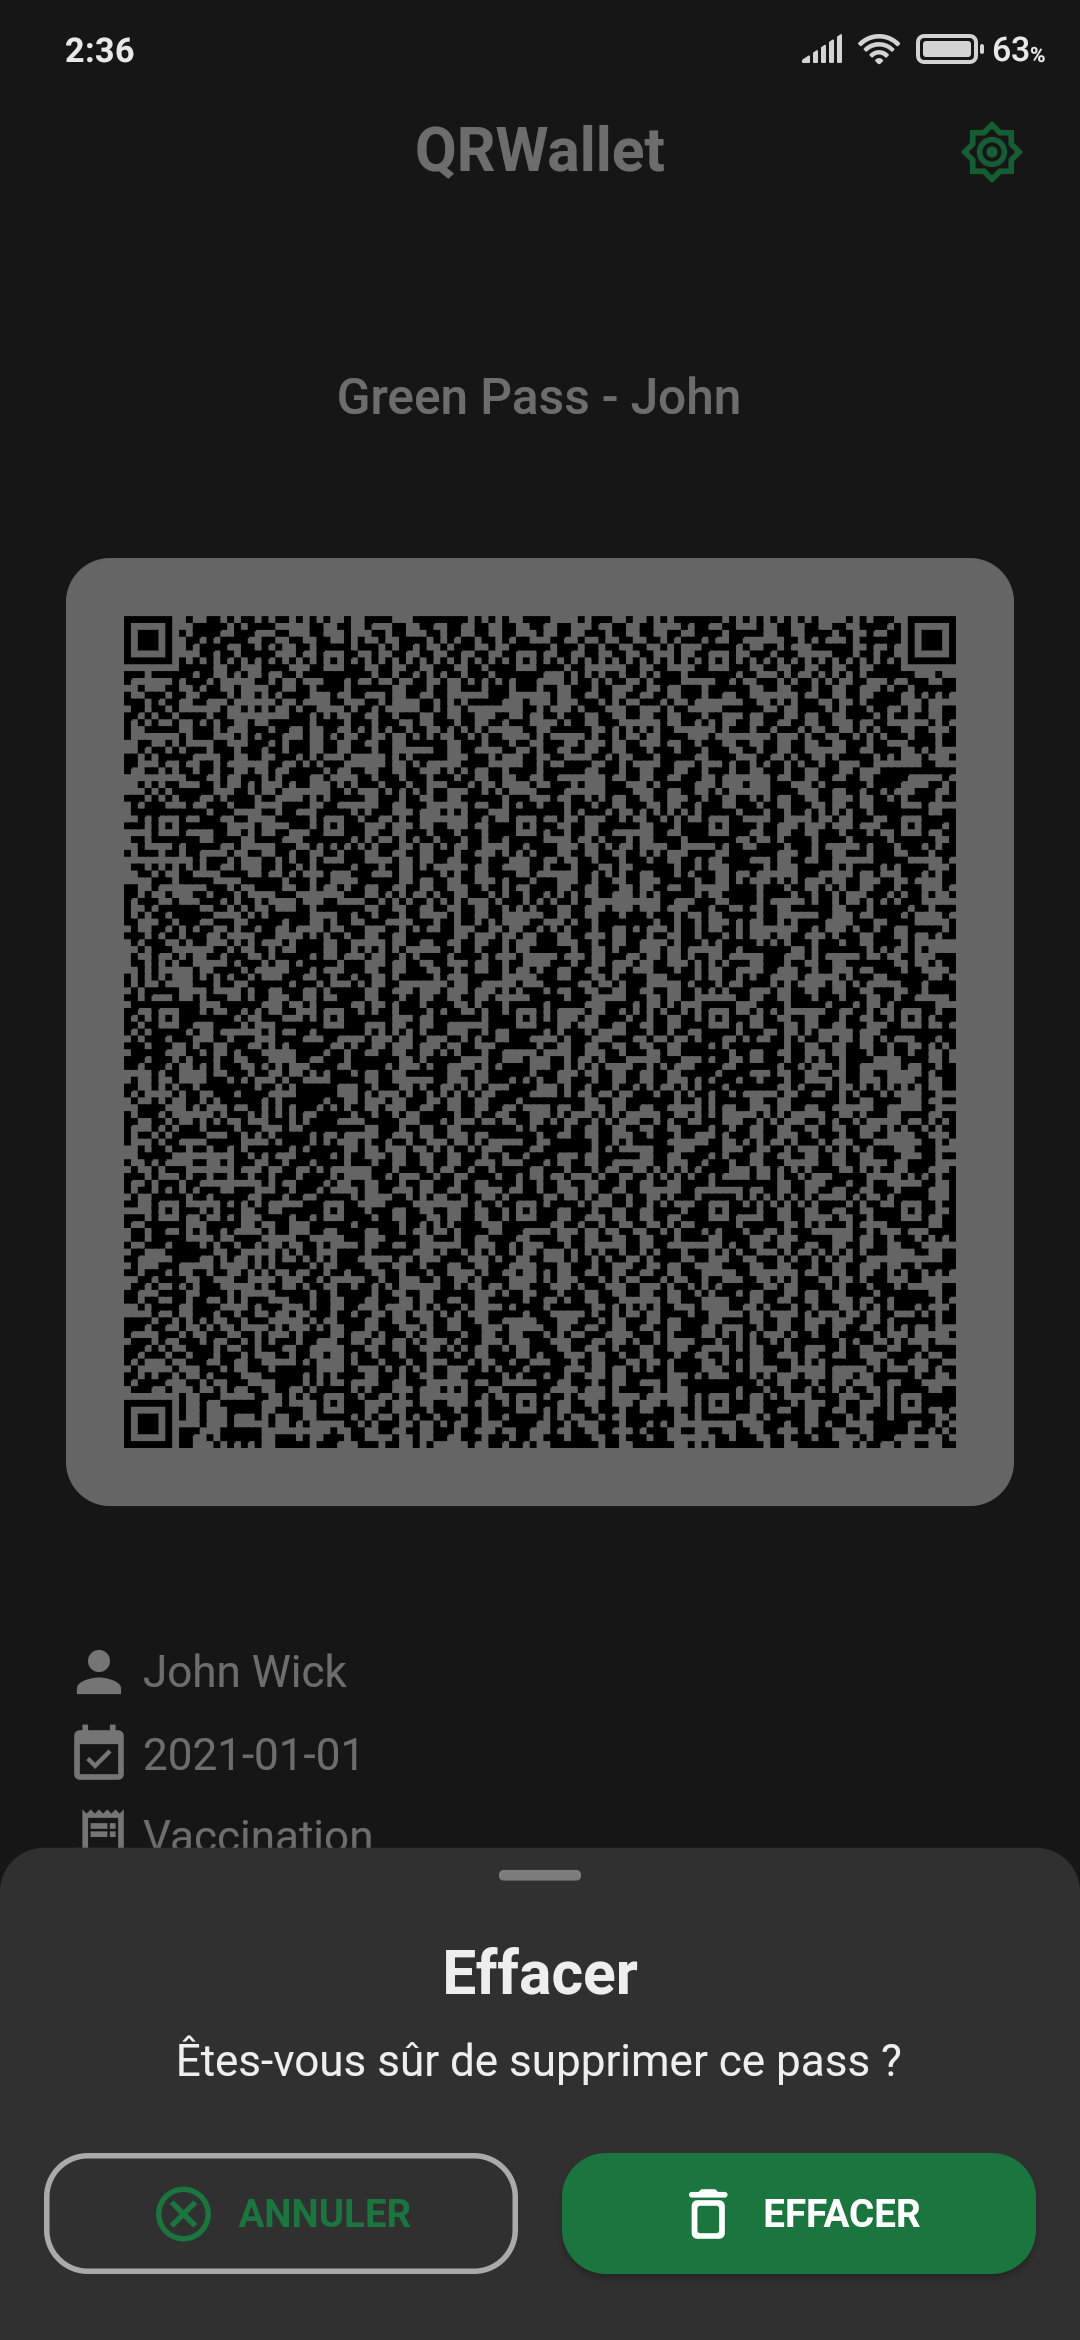 2:36
63%
QRWallet
Green Pass - John
John Wick
2021-01-01
Vaccination
Effacer
Êtes-vous sûr de supprimer ce pass ?
ANNULER
EFFACER